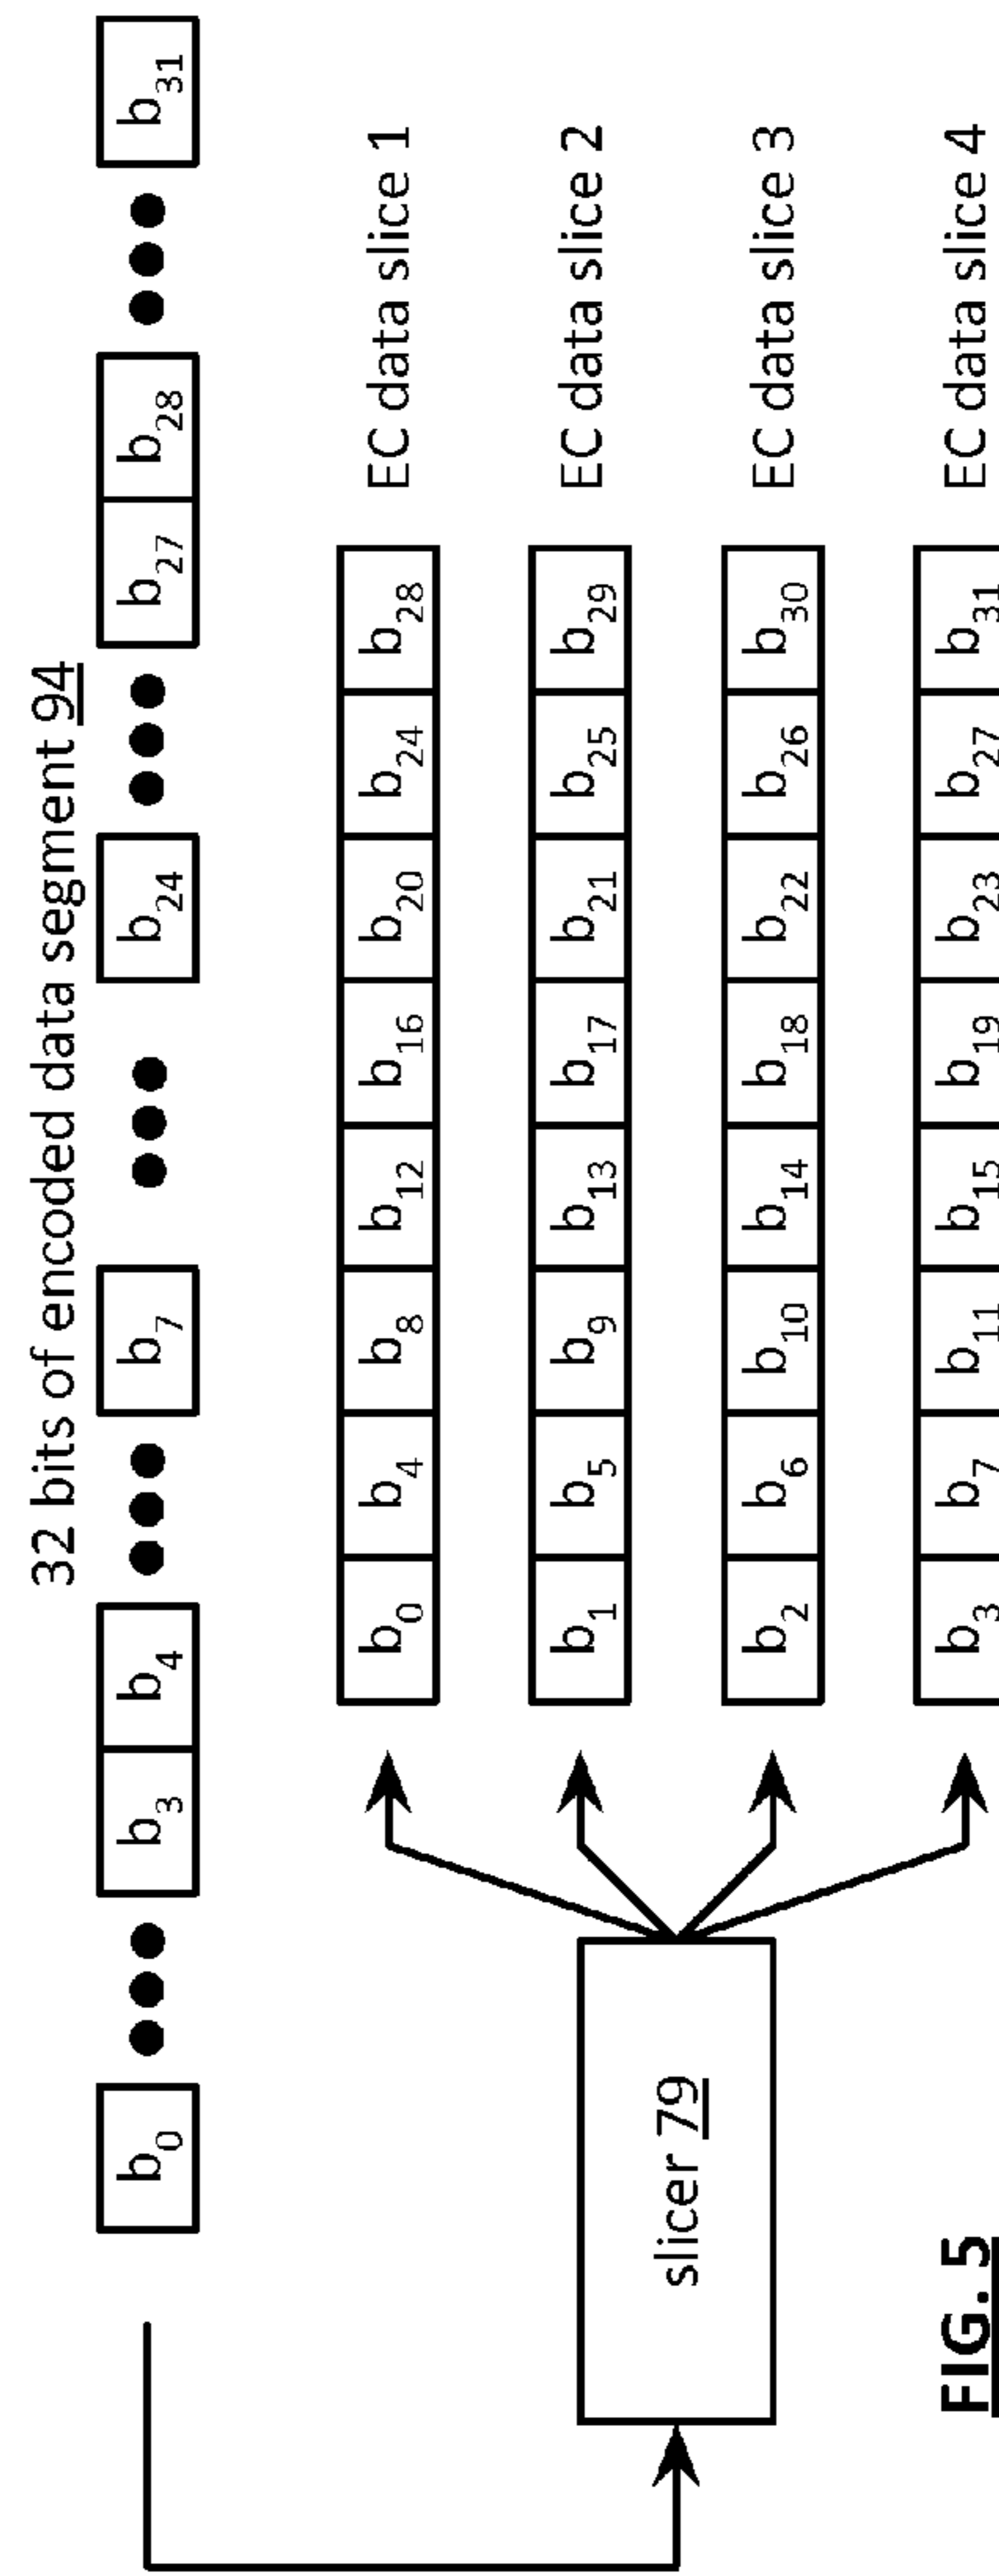 32 bits of encoded data segment 94
b0 ●●● b3 b4 ●●● b7 ●●● b24 ●●● b27 b28 ●●● b31
b0 b4 b8 b12 b16 b20 b24 b28 EC data slice 1
b1 b5 b9 b13 b17 b21 b25 b29 EC data slice 2
slicer 79
b2 b6 b10 b14 b18 b22 b26 b30 EC data slice 3
b3 b7 b11 b15 b19 b23 b27 b31 EC data slice 4
FIG. 5